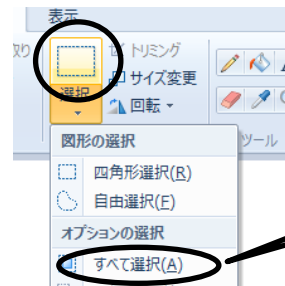 表示
トリミング
サイズ変更
選択
回転
ツール
図形の選択
四角形選択(R)
自由選択(F)
オプションの選択
すべて選択(A)